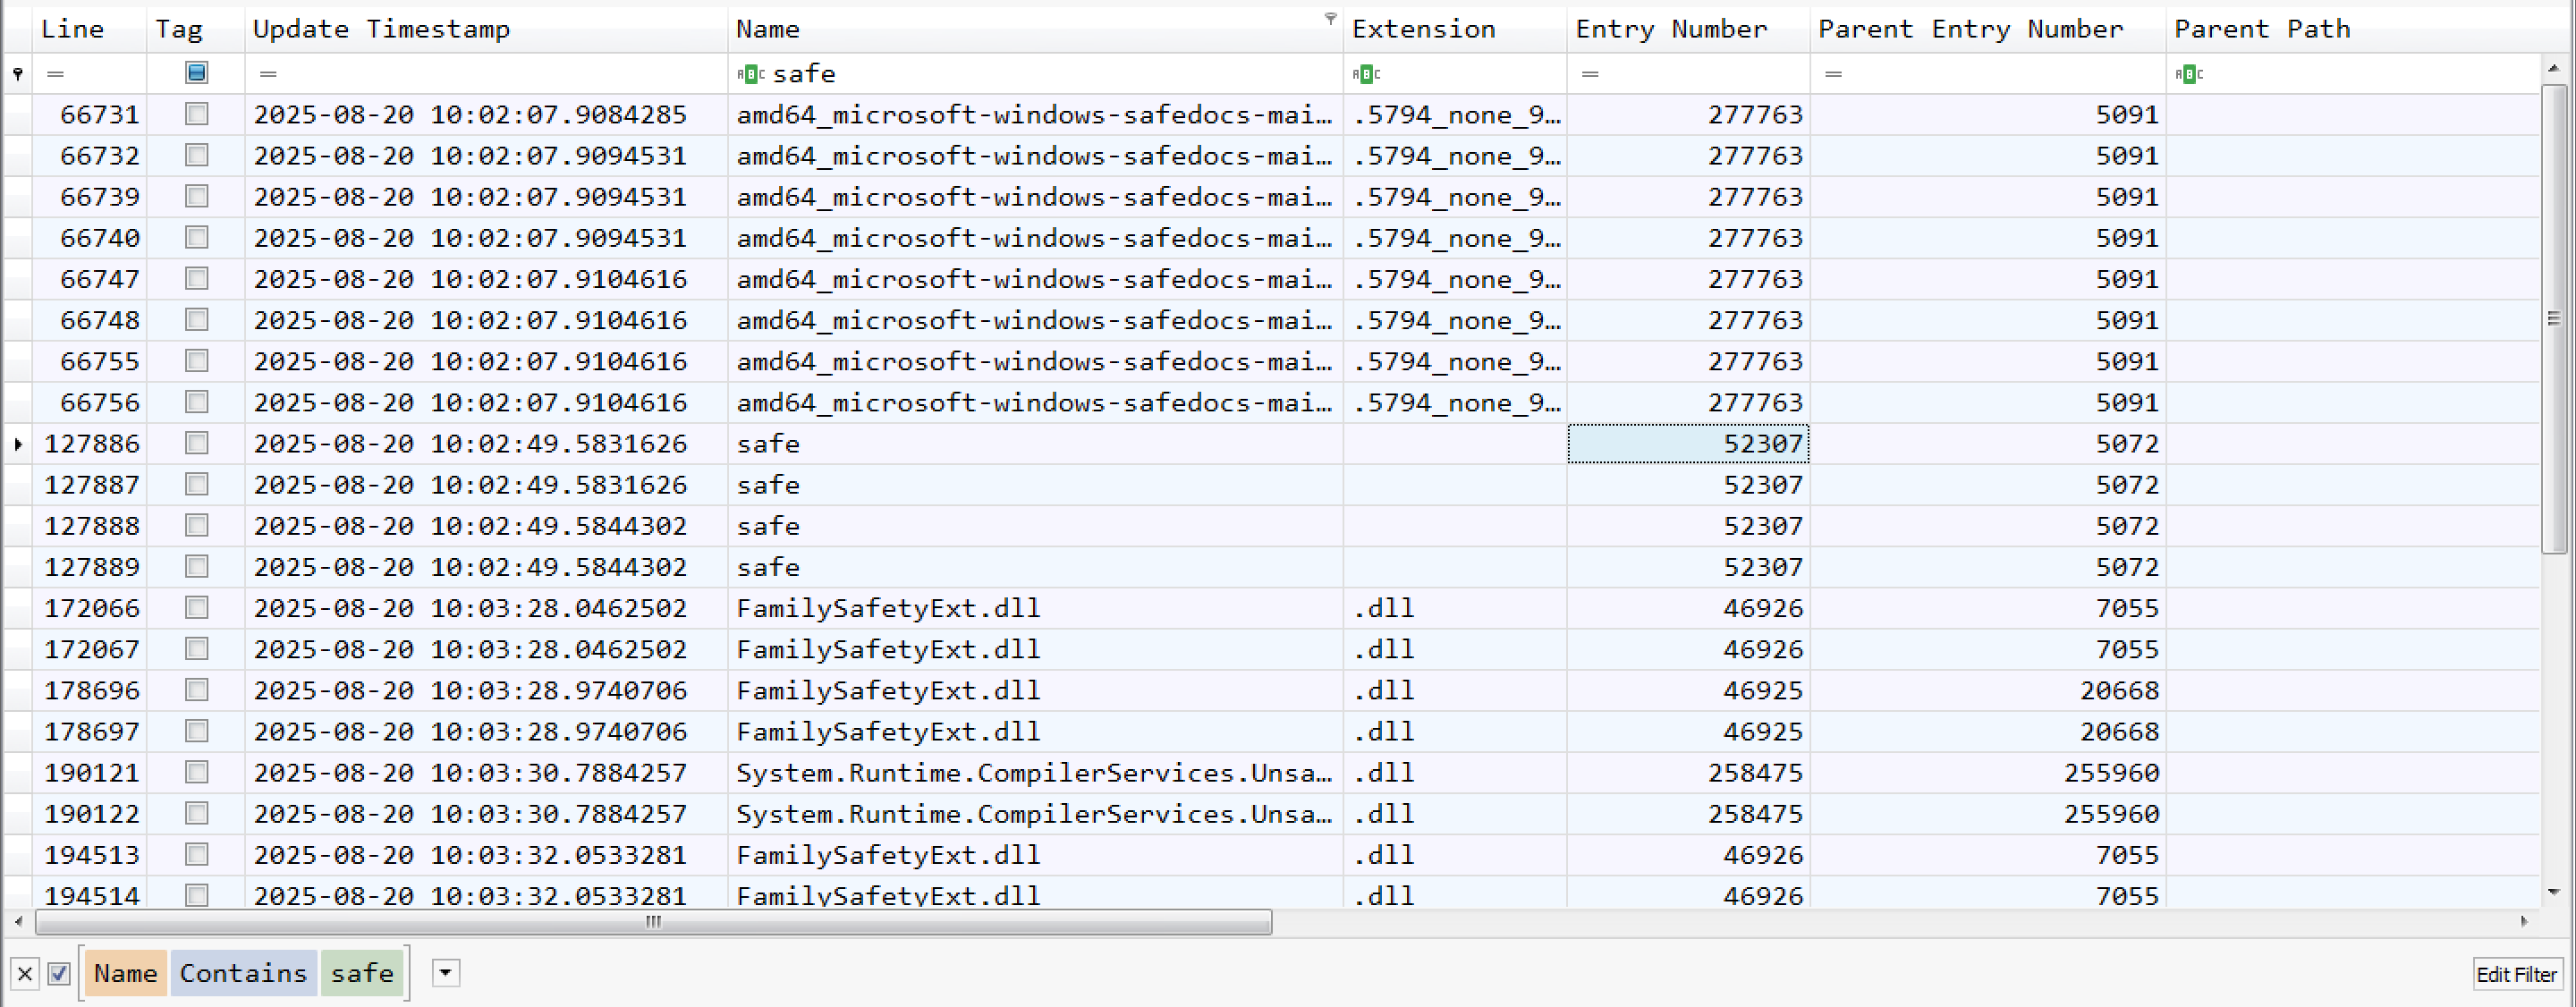 Line Tag Update Timestamp Name Extension Entry Number Parent Entry Number Parent Path
= = ABC safe ABC = = ABC
66731 2025-08-20 10:02:07.9084285 amd64_microsoft-windows-safedocs-mai… .5794_none_9… 277763 5091
66732 2025-08-20 10:02:07.9094531 amd64_microsoft-windows-safedocs-mai… .5794_none_9… 277763 5091
66739 2025-08-20 10:02:07.9094531 amd64_microsoft-windows-safedocs-mai… .5794_none_9… 277763 5091
66740 2025-08-20 10:02:07.9094531 amd64_microsoft-windows-safedocs-mai… .5794_none_9… 277763 5091
66747 2025-08-20 10:02:07.9104616 amd64_microsoft-windows-safedocs-mai… .5794_none_9… 277763 5091
66748 2025-08-20 10:02:07.9104616 amd64_microsoft-windows-safedocs-mai… .5794_none_9… 277763 5091
66755 2025-08-20 10:02:07.9104616 amd64_microsoft-windows-safedocs-mai… .5794_none_9… 277763 5091
66756 2025-08-20 10:02:07.9104616 amd64_microsoft-windows-safedocs-mai… .5794_none_9… 277763 5091
127886 2025-08-20 10:02:49.5831626 safe 52307 5072
127887 2025-08-20 10:02:49.5831626 safe 52307 5072
127888 2025-08-20 10:02:49.5844302 safe 52307 5072
127889 2025-08-20 10:02:49.5844302 safe 52307 5072
172066 2025-08-20 10:03:28.0462502 FamilySafetyExt.dll .dll 46926 7055
172067 2025-08-20 10:03:28.0462502 FamilySafetyExt.dll .dll 46926 7055
178696 2025-08-20 10:03:28.9740706 FamilySafetyExt.dll .dll 46925 20668
178697 2025-08-20 10:03:28.9740706 FamilySafetyExt.dll .dll 46925 20668
190121 2025-08-20 10:03:30.7884257 System.Runtime.CompilerServices.Unsa… .dll 258475 255960
190122 2025-08-20 10:03:30.7884257 System.Runtime.CompilerServices.Unsa… .dll 258475 255960
194513 2025-08-20 10:03:32.0533281 FamilySafetyExt.dll .dll 46926 7055
194514 2025-08-20 10:03:32.0533281 FamilySafetyExt.dll .dll 46926 7055
Name Contains safe Edit Filter